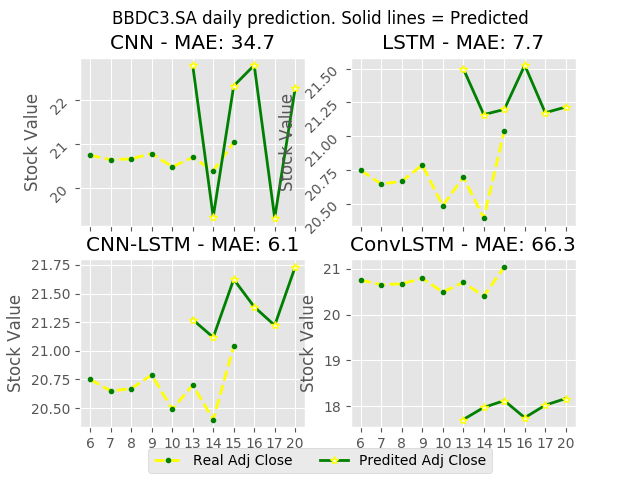 BBDC3.SA daily prediction. Solid lines = Predicted
CNN - MAE: 34.7
Stock Value
22
21
20
LSTM - MAE: 7.7
Stock Value
21.50
21.25
21.00
20.75
20.50
CNN-LSTM - MAE: 6.1
Stock Value
21.75
21.50
21.25
21.00
20.75
20.50
6 7 8 9 10 13 14 15 16 17 20
ConvLSTM - MAE: 66.3
Stock Value
21
20
19
18
6 7 8 9 10 13 14 15 16 17 20
Real Adj Close
Predited Adj Close